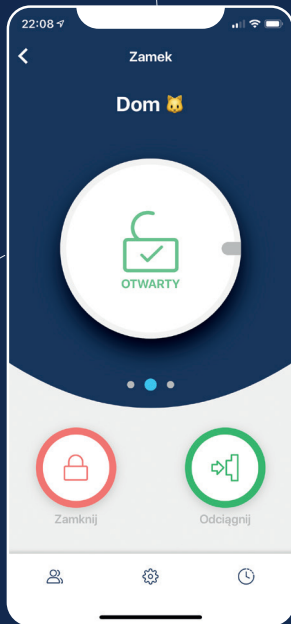 22:08
Zamek
Dom 🐱
OTWARTY
Zamknij
Odciągnij